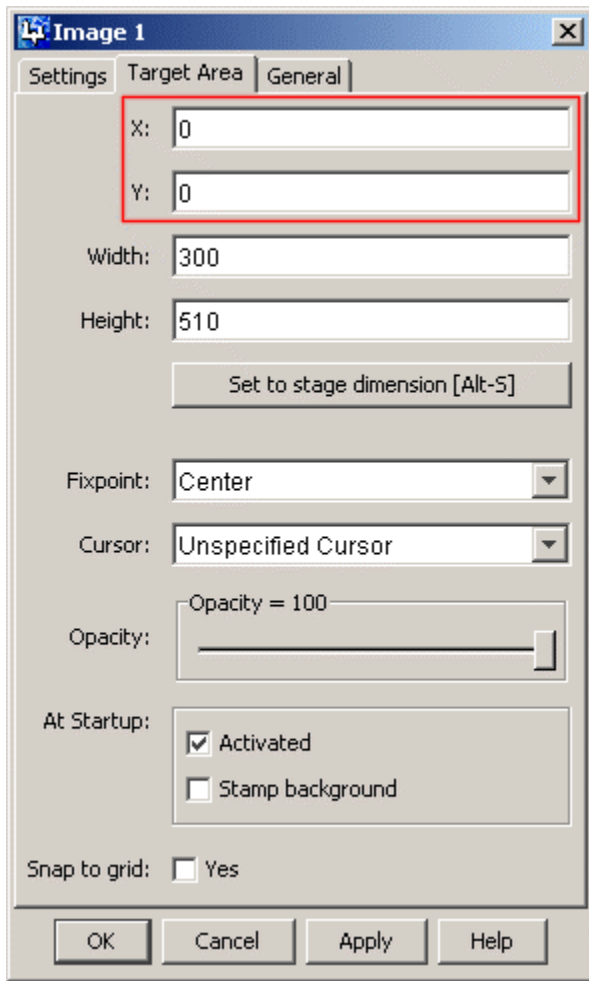 Image 1
Settings Target Area General
X: 0
Y: 0
Width: 300
Height: 510
Set to stage dimension [Alt-S]
Fixpoint: Center
Cursor: Unspecified Cursor
Opacity = 100
Opacity:
At Startup:
Activated
Stamp background
Snap to grid: Yes
OK Cancel Apply Help